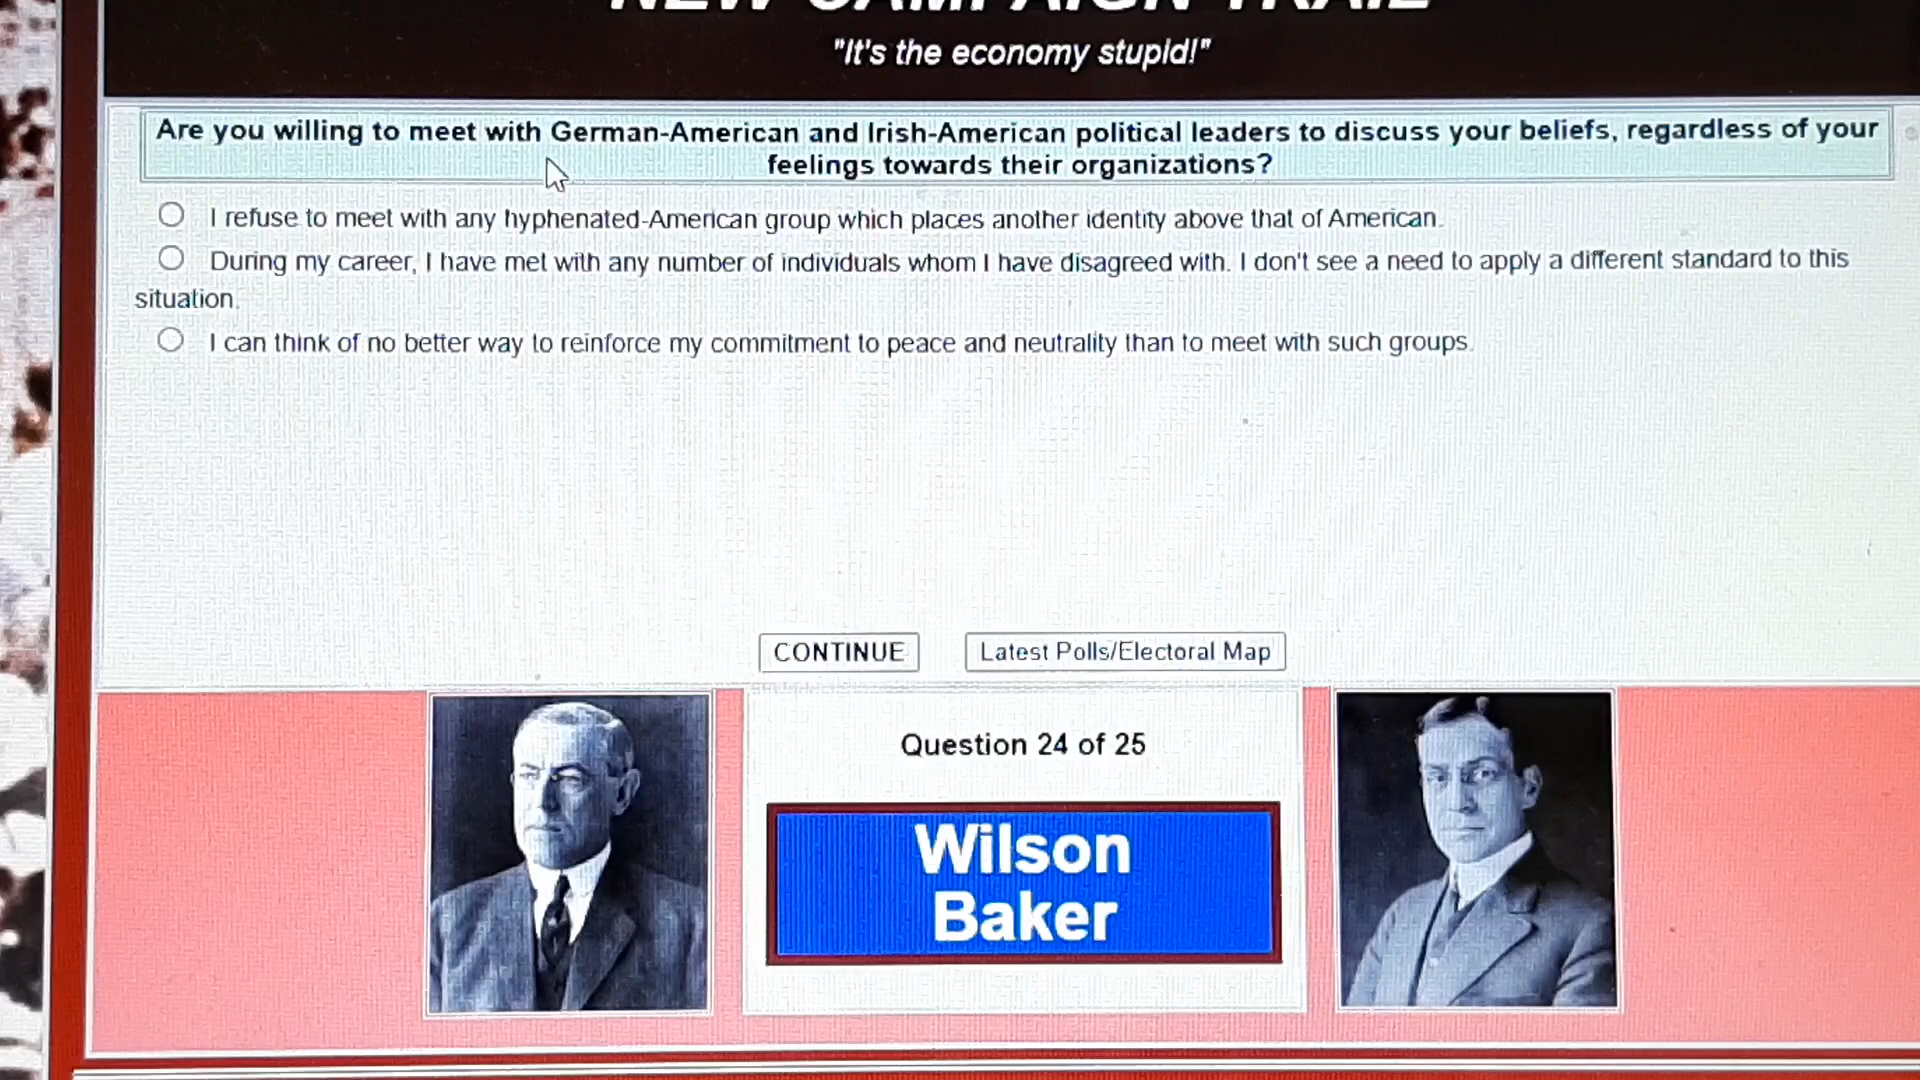 NEW CAMPAIGN TRAIL
"It's the economy stupid!"
Are you willing to meet with German-American and Irish-American political leaders to discuss your beliefs, regardless of your
feelings towards their organizations?
I refuse to meet with any hyphenated-American group which places another identity above that of American.
During my career, I have met with any number of individuals whom I have disagreed with. I don't see a need to apply a different standard to this
situation.
I can think of no better way to reinforce my commitment to peace and neutrality than to meet with such groups.
CONTINUE
Latest Polls/Electoral Map
Question 24 of 25
Wilson
Baker